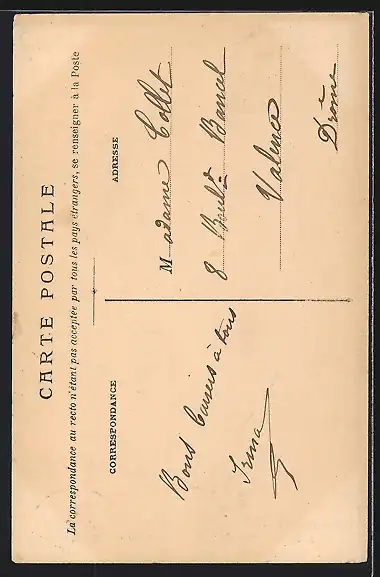 CARTE POSTALE
La correspondance au recto n'étant pas acceptée par tous les pays étrangers, se renseigner à la Poste
CORRESPONDANCE
Bons Baisers à tous
Irma
ADRESSE
Madame Collet
8 Bould Bancel
Valence
Drôme